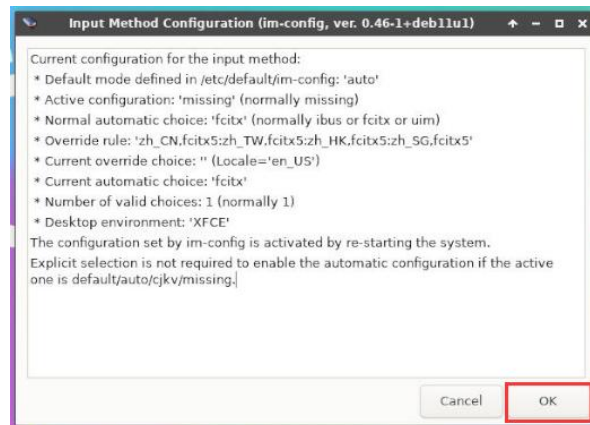 Input Method Configuration (im-config, ver. 0.46-1+deb11u1)
Current configuration for the input method:
* Default mode defined in /etc/default/im-config: 'auto'
* Active configuration: 'missing' (normally missing)
* Normal automatic choice: 'fcitx' (normally ibus or fcitx or uim)
* Override rule: 'zh_CN,fcitx5:zh_TW,fcitx5:zh_HK,fcitx5:zh_SG,fcitx5'
* Current override choice: '' (Locale='en_US')
* Current automatic choice: 'fcitx'
* Number of valid choices: 1 (normally 1)
* Desktop environment: 'XFCE'
The configuration set by im-config is activated by re-starting the system.
Explicit selection is not required to enable the automatic configuration if the active
one is default/auto/cjkv/missing.
Cancel OK